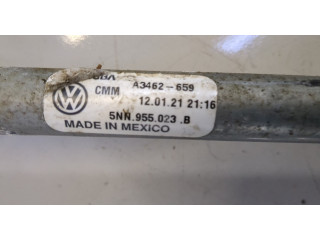 CMM A3462-659
12.01.21 21:16
5NN.955.023 .B
MADE IN MEXICO